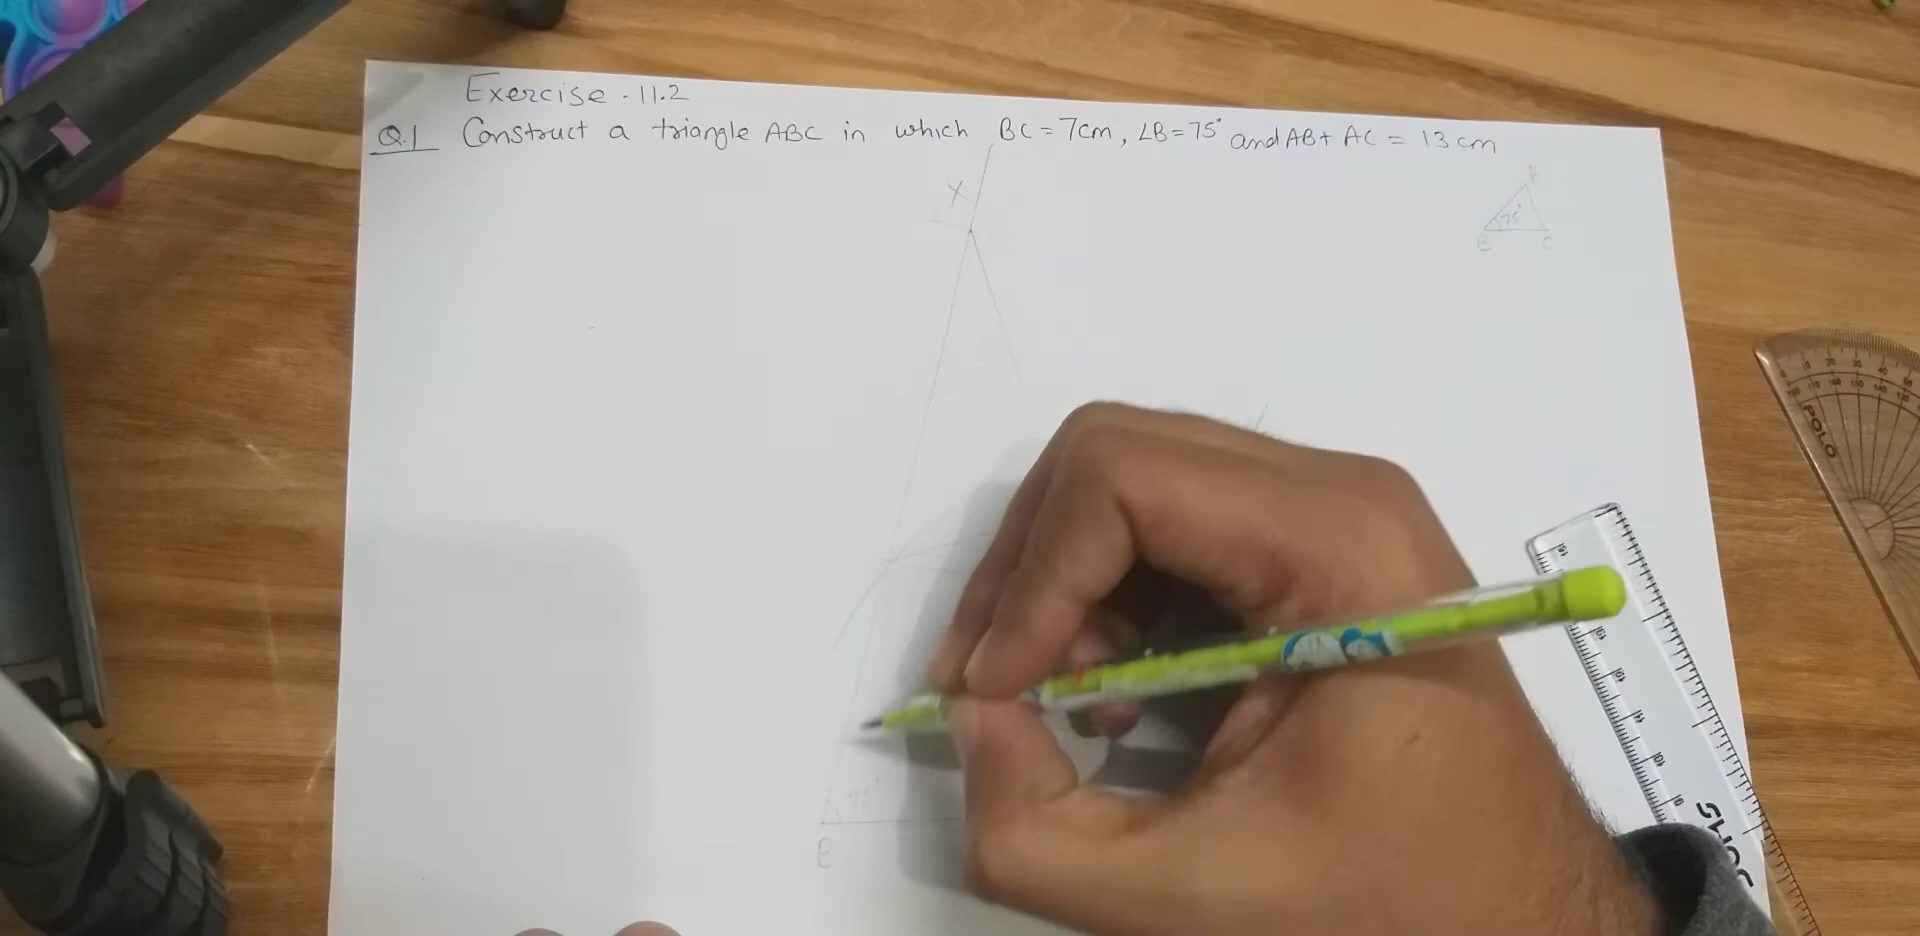 Exercise - 11.2
Q.1 Construct a triangle ABC in which BC = 7cm, ∠B = 75° and AB + AC = 13 cm
X
A
75°
B C
POLO
75°
B